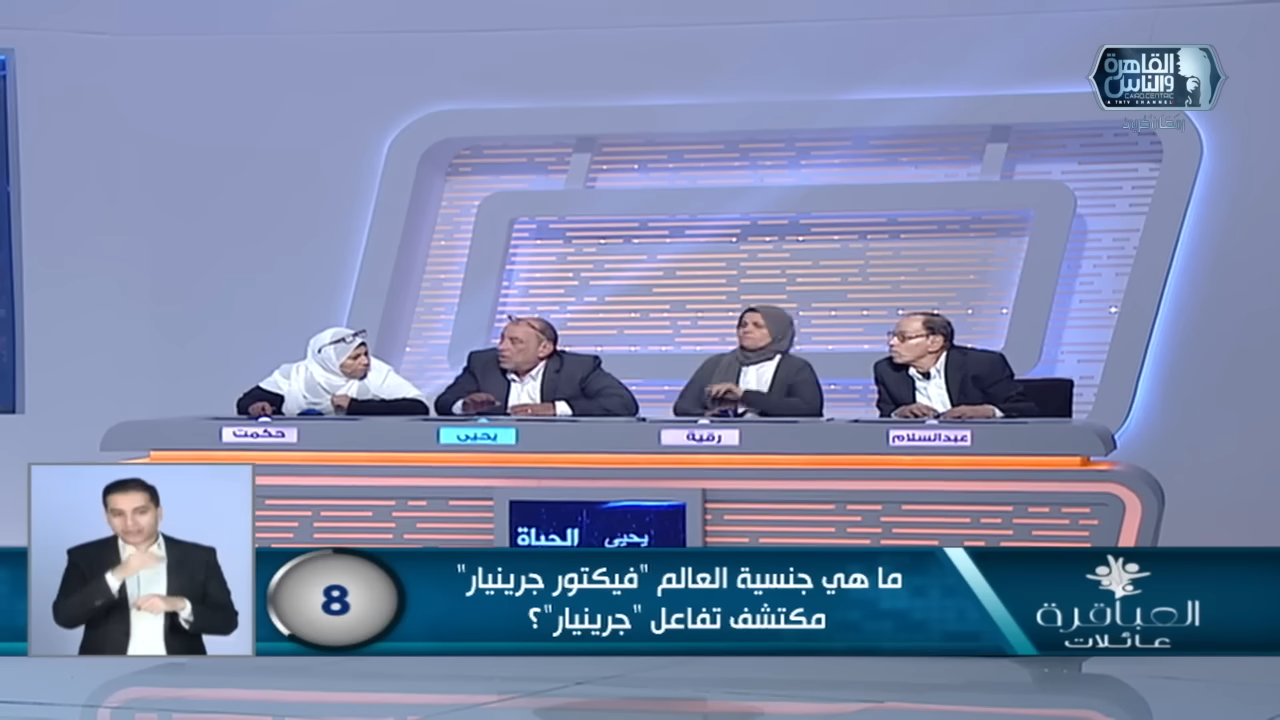 القاهرة
والناس
CAIRO CENTRIC
A TNTV CHANNEL
حكمت
يحيى
رقية
عبدالسلام
يحيى الحياة
ما هي جنسية العالم "فيكتور جرينيار"
مكتشف تفاعل "جرينيار"؟
8
العباقرة
عائلات